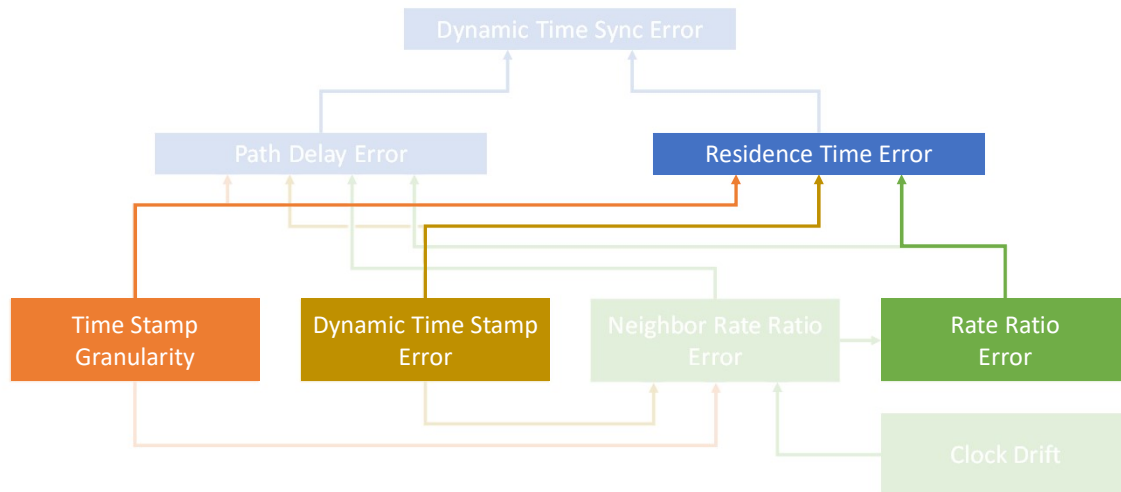 Dynamic Time Sync Error
Path Delay Error
Residence Time Error
Time Stamp
Granularity
Dynamic Time Stamp
Error
Neighbor Rate Ratio
Error
Rate Ratio
Error
Clock Drift